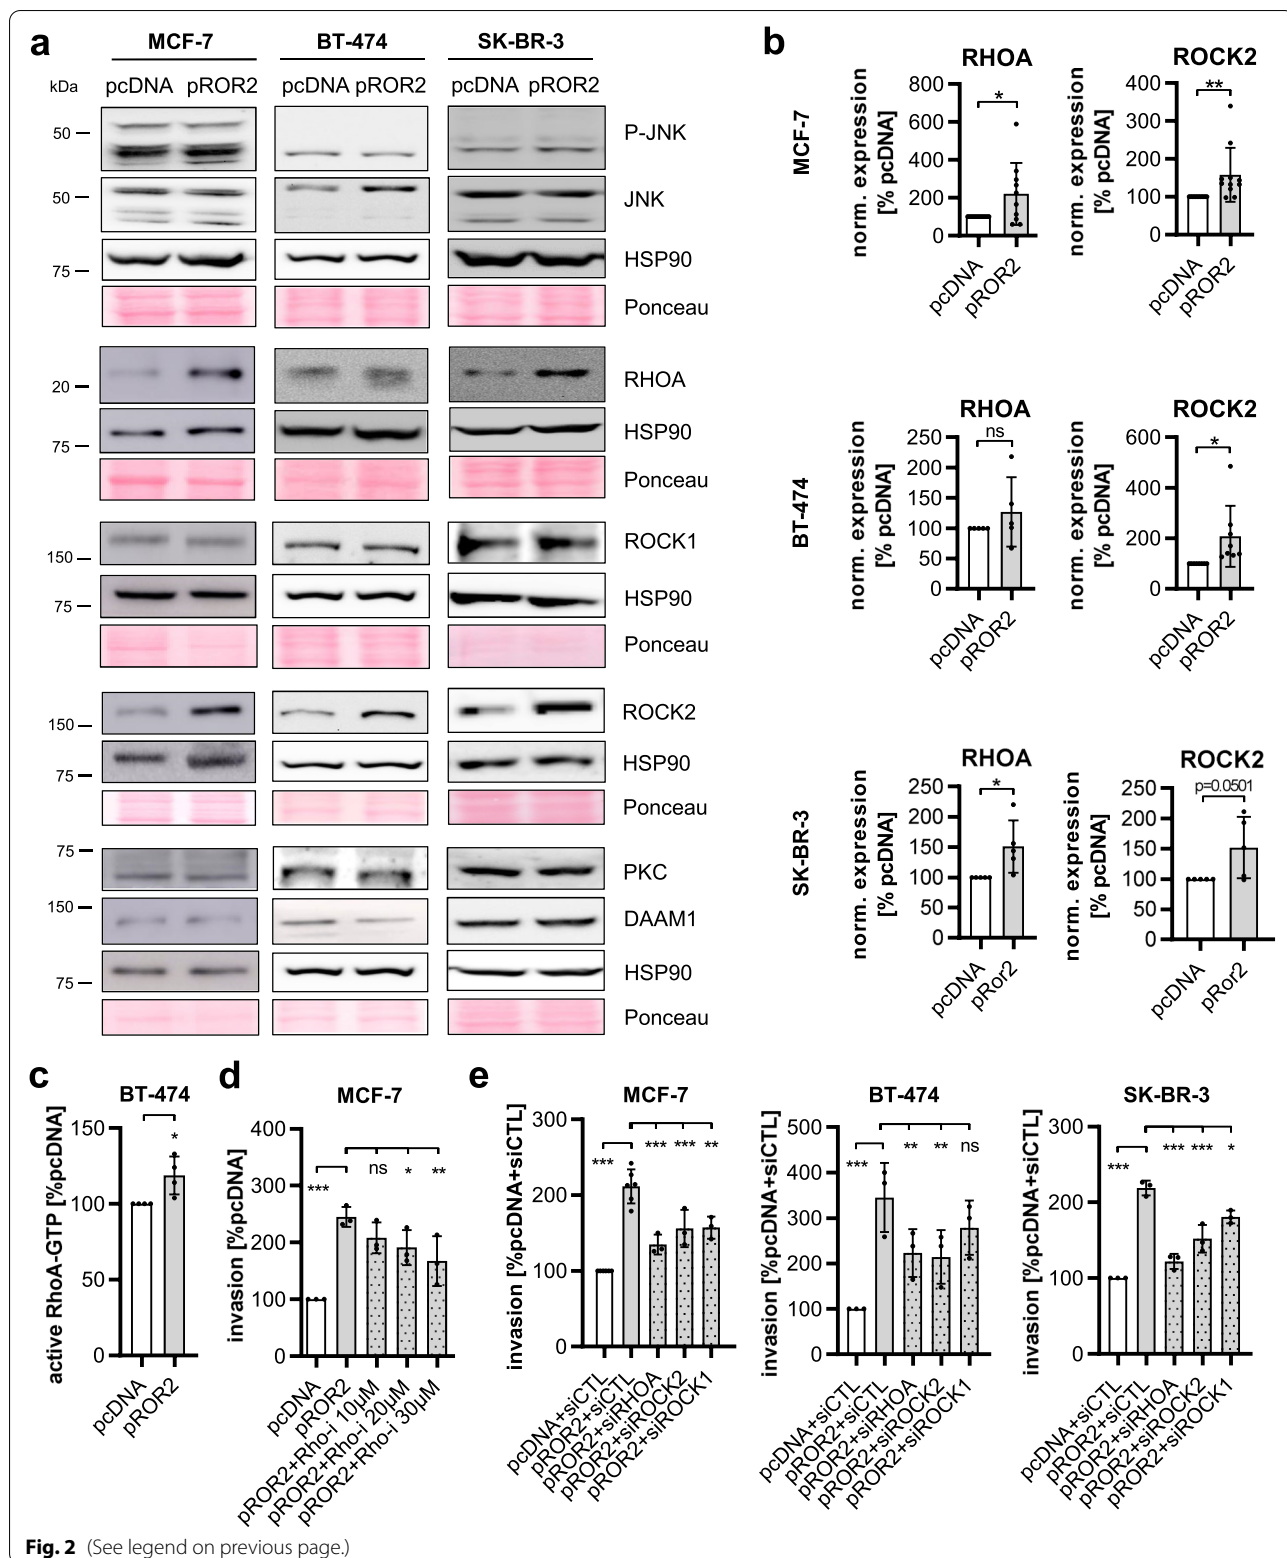 a
MCF-7 BT-474 SK-BR-3
kDa pcDNA pROR2 pcDNA pROR2 pcDNA pROR2
50 P-JNK
50 JNK
75 HSP90
Ponceau
20 RHOA
75 HSP90
Ponceau
150 ROCK1
75 HSP90
Ponceau
150 ROCK2
75 HSP90
Ponceau
75 PKC
150 DAAM1
75 HSP90
Ponceau
b
MCF-7
RHOA
norm. expression
[% pcDNA]
800
600
400
200
0
*
pcDNA
pROR2
ROCK2
norm. expression
[% pcDNA]
400
300
200
100
0
**
pcDNA
pROR2
BT-474
RHOA
norm. expression
[% pcDNA]
250
200
150
100
50
0
ns
pcDNA
pROR2
ROCK2
norm. expression
[% pcDNA]
600
400
200
0
*
pcDNA
pROR2
SK-BR-3
RHOA
norm. expression
[% pcDNA]
250
200
150
100
50
0
*
pcDNA
pRor2
ROCK2
norm. expression
[% pcDNA]
250
200
150
100
50
0
p=0.0501
pcDNA
pRor2
c
BT-474
active RhoA-GTP [%pcDNA]
150
100
50
0
*
pcDNA
pROR2
d
MCF-7
invasion [%pcDNA]
400
300
200
100
0
*** ns * **
pcDNA
pROR2
pROR2+Rho-i 10µM
pROR2+Rho-i 20µM
pROR2+Rho-i 30µM
e
MCF-7
invasion [%pcDNA+siCTL]
300
200
100
0
*** *** *** **
pcDNA+siCTL
pROR2+siCTL
pROR2+siRHOA
pROR2+siROCK2
pROR2+siROCK1
BT-474
invasion [%pcDNA+siCTL]
500
400
300
200
100
0
*** ** ** ns
pcDNA+siCTL
pROR2+siCTL
pROR2+siRHOA
pROR2+siROCK2
pROR2+siROCK1
SK-BR-3
invasion [%pcDNA+siCTL]
300
200
100
0
*** *** *** *
pcDNA+siCTL
pROR2+siCTL
pROR2+siRHOA
pROR2+siROCK2
pROR2+siROCK1
Fig. 2 (See legend on previous page.)